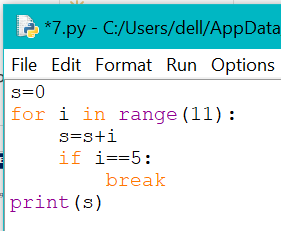 *7.py - C:/Users/dell/AppData
File Edit Format Run Options
s=0
for i in range(11):
    s=s+i
    if i==5:
        break
print(s)